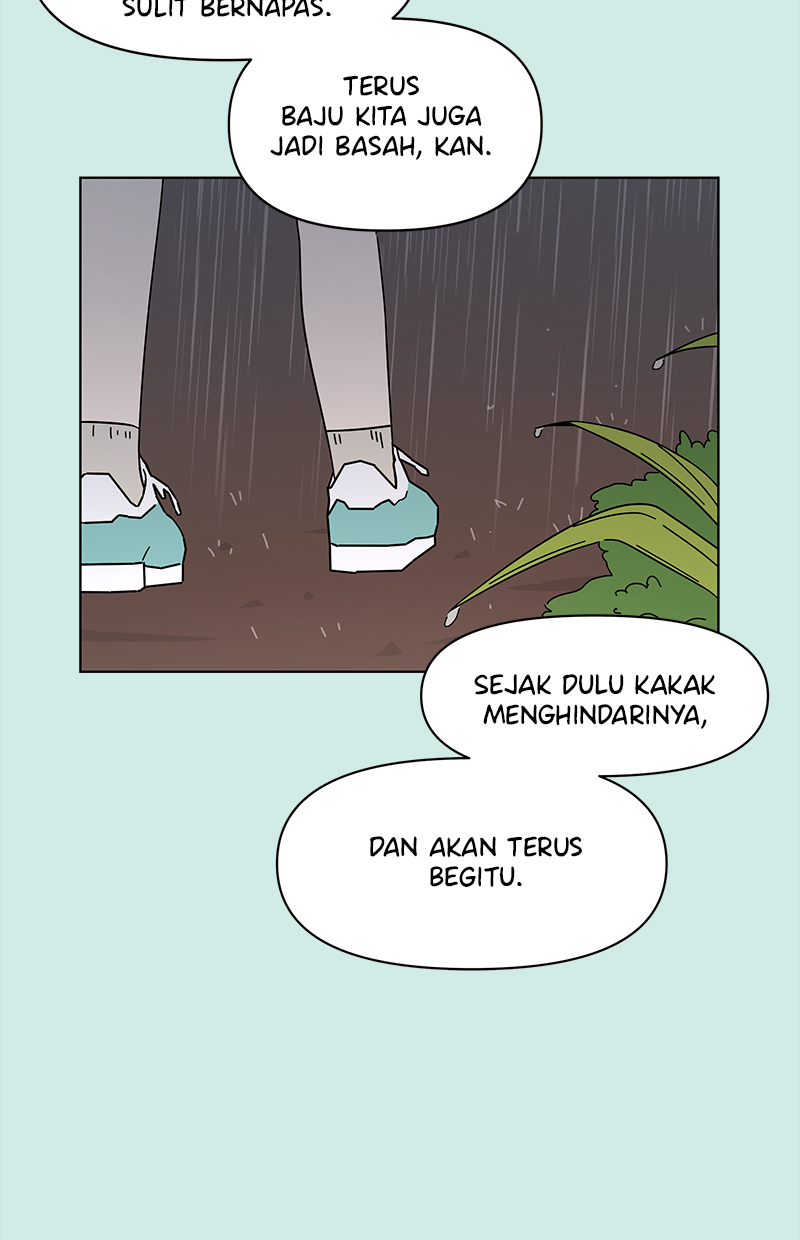 SULIT BERNAPAS.
TERUS
BAJU KITA JUGA
JADI BASAH, KAN.
SEJAK DULU KAKAK
MENGHINDARINYA,
DAN AKAN TERUS
BEGITU.